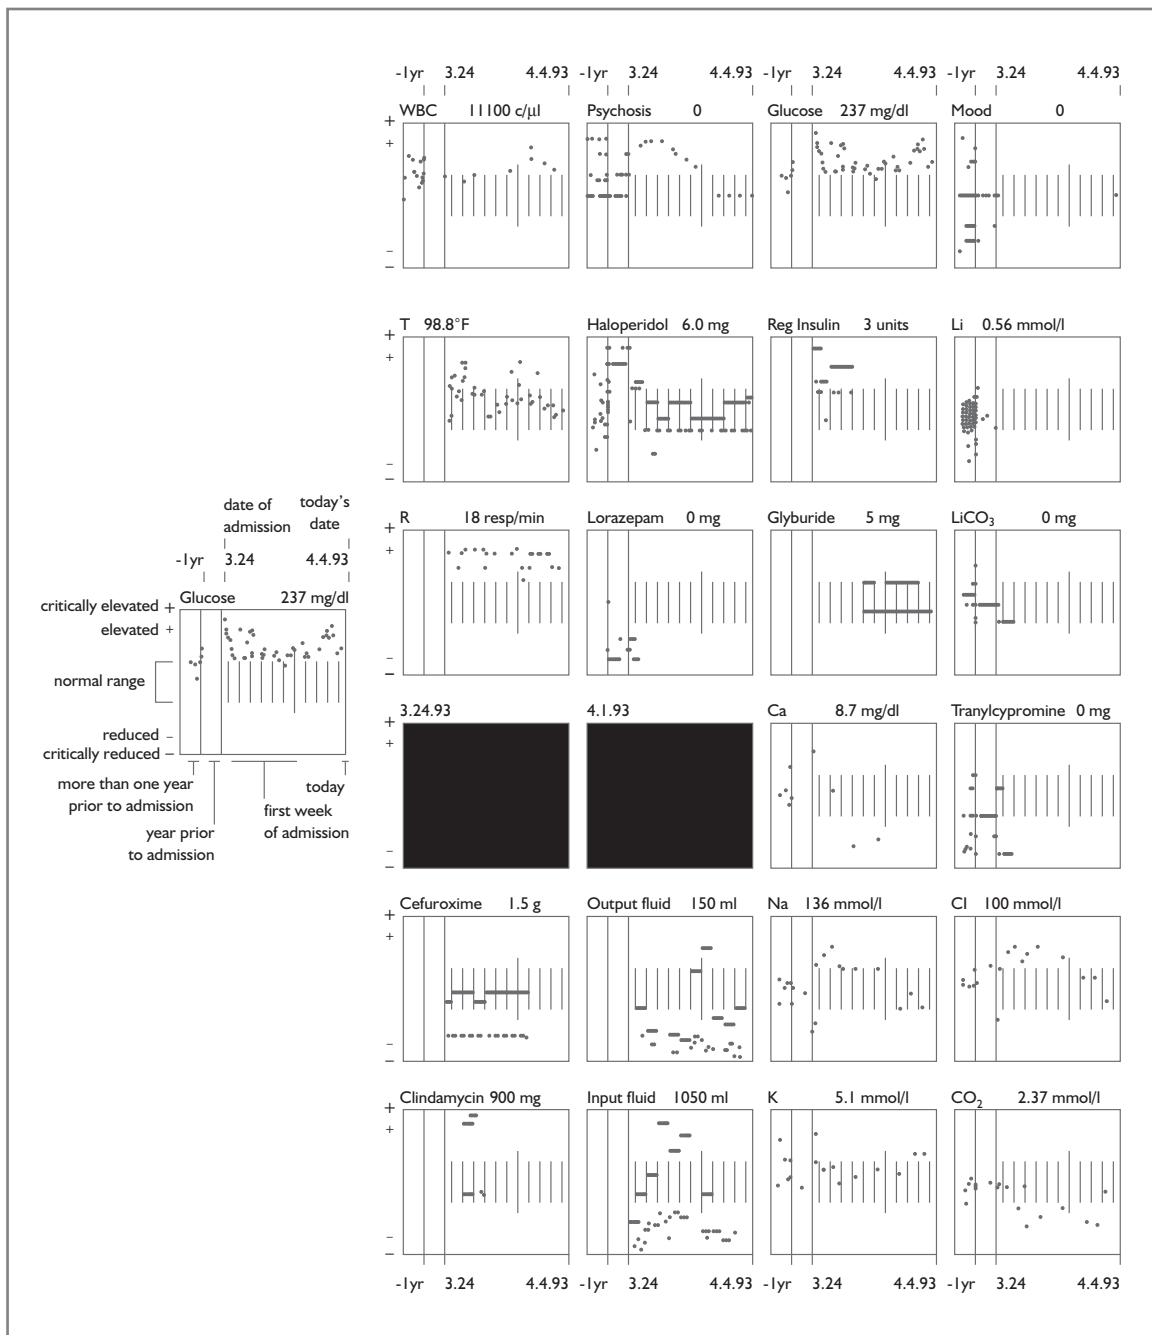 -1yr 3.24 4.4.93 -1yr 3.24 4.4.93 -1yr 3.24 4.4.93 -1yr 3.24 4.4.93
WBC 11100 c/µl Psychosis 0 Glucose 237 mg/dl Mood 0
+
+
–
–
T 98.8°F Haloperidol 6.0 mg Reg Insulin 3 units Li 0.56 mmol/l
+
+
–
–
R 18 resp/min Lorazepam 0 mg Glyburide 5 mg LiCO₃ 0 mg
+
+
–
–
date of admission
today's date
-1yr 3.24 4.4.93
Glucose 237 mg/dl
critically elevated +
elevated +
normal range
reduced –
critically reduced –
more than one year prior to admission
year prior to admission
first week of admission
today
3.24.93 4.1.93 Ca 8.7 mg/dl Tranylcypromine 0 mg
+
+
–
–
Cefuroxime 1.5 g Output fluid 150 ml Na 136 mmol/l Cl 100 mmol/l
+
+
–
–
Clindamycin 900 mg Input fluid 1050 ml K 5.1 mmol/l CO₂ 2.37 mmol/l
+
+
–
–
-1yr 3.24 4.4.93 -1yr 3.24 4.4.93 -1yr 3.24 4.4.93 -1yr 3.24 4.4.93